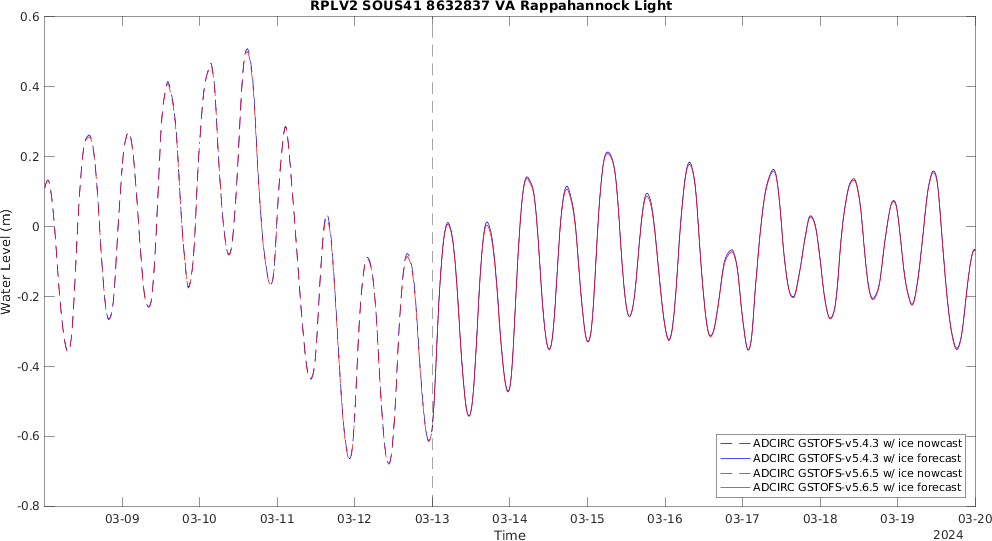 RPLV2 SOUS41 8632837 VA Rappahannock Light
0.6
0.4
0.2
0
-0.2
-0.4
-0.6
-0.8
Water Level (m)
ADCIRC GSTOFS-v5.4.3 w/ ice nowcast
ADCIRC GSTOFS-v5.4.3 w/ ice forecast
ADCIRC GSTOFS-v5.6.5 w/ ice nowcast
ADCIRC GSTOFS-v5.6.5 w/ ice forecast
03-09 03-10 03-11 03-12 03-13 03-14 03-15 03-16 03-17 03-18 03-19 03-20
Time
2024